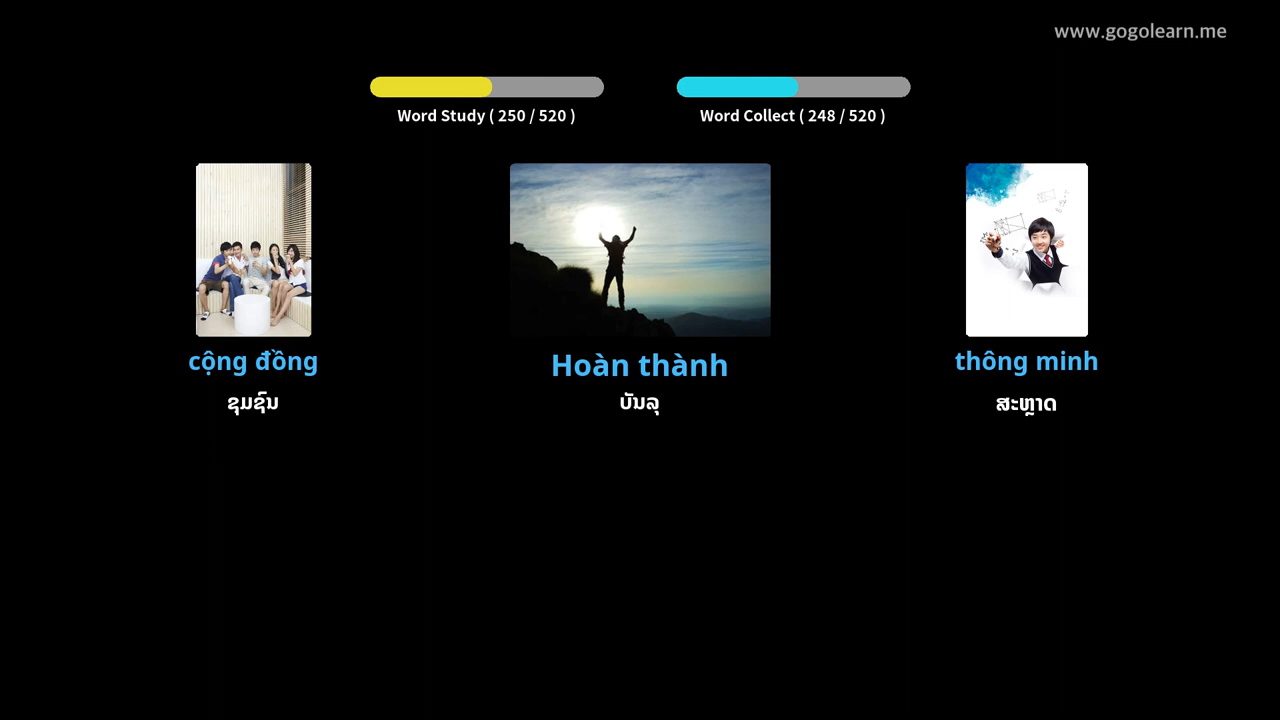 www.gogolearn.me
Word Study ( 250 / 520 )
Word Collect ( 248 / 520 )
cộng đồng
ຊຸມຊົນ
Hoàn thành
ບັນລຸ
thông minh
ສະຫຼາດ